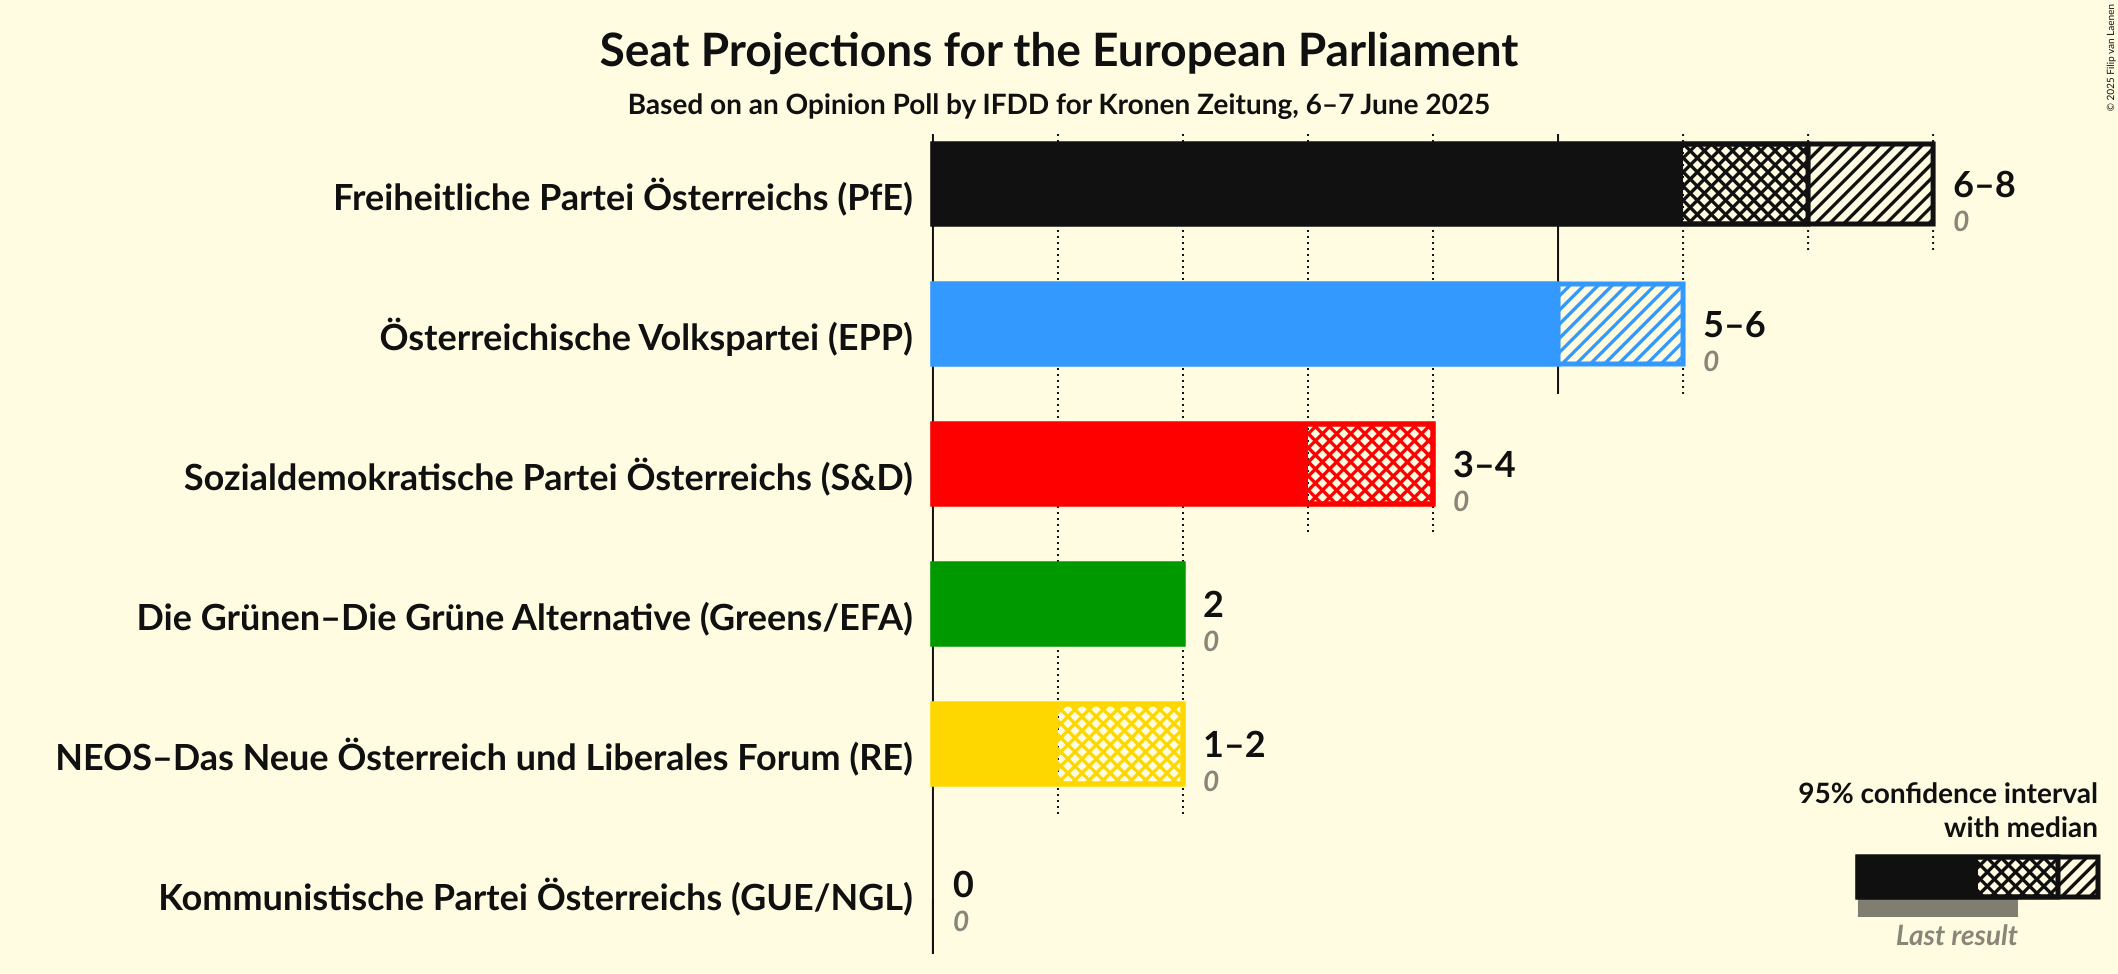 Seat Projections for the European Parliament
Based on an Opinion Poll by IFDD for Kronen Zeitung, 6–7 June 2025
© 2025 Filip van Laenen
Freiheitliche Partei Österreichs (PfE)
6–8
0
Österreichische Volkspartei (EPP)
5–6
0
Sozialdemokratische Partei Österreichs (S&D)
3–4
0
Die Grünen–Die Grüne Alternative (Greens/EFA)
2
0
NEOS–Das Neue Österreich und Liberales Forum (RE)
1–2
0
Kommunistische Partei Österreichs (GUE/NGL)
0
0
95% confidence interval
with median
Last result